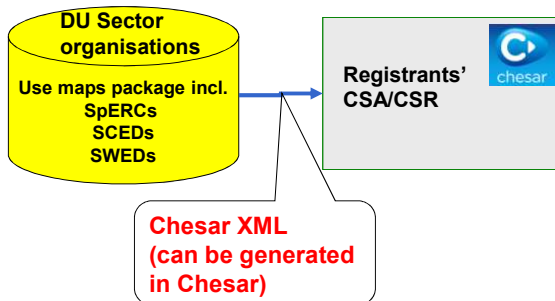 DU Sector
organisations
Use maps package incl.
SpERCs
SCEDs
SWEDs
Registrants'
CSA/CSR
chesar
Chesar XML
(can be generated
in Chesar)